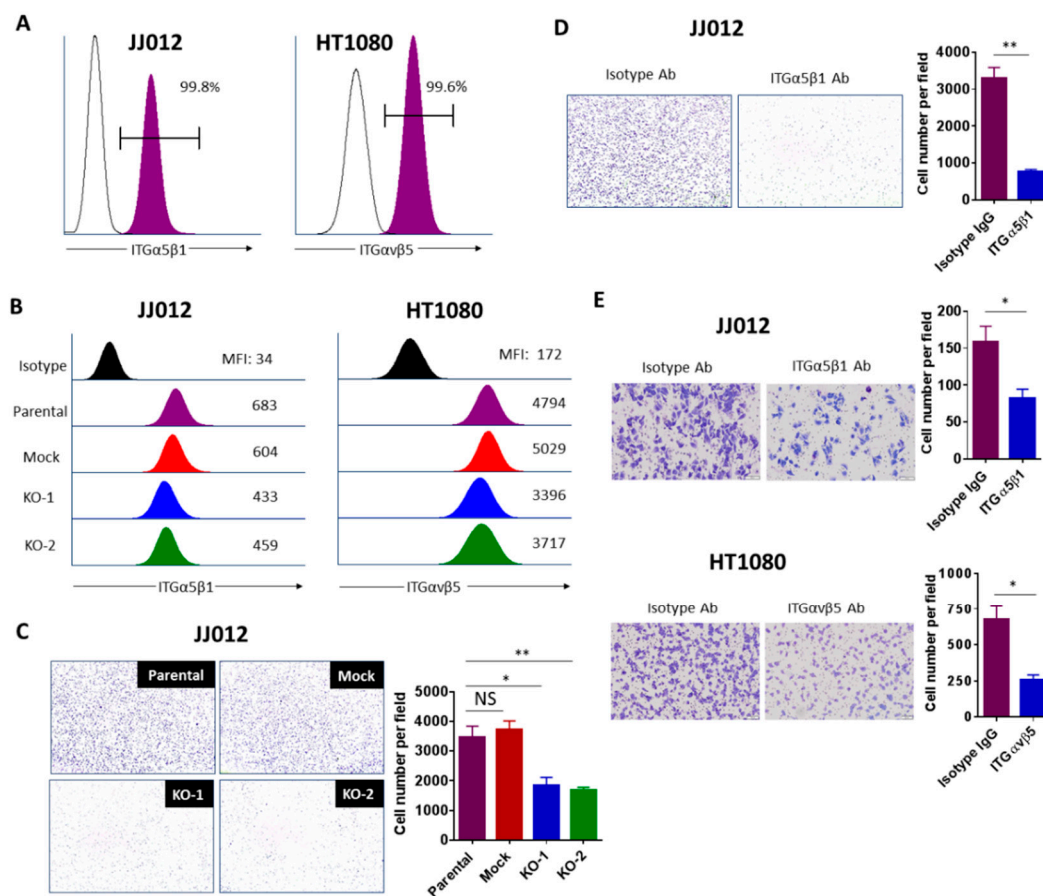 A
JJ012
HT1080
99.8%
99.6%
ITGα5β1
ITGαvβ5
B
JJ012
HT1080
Isotype
MFI: 34
MFI: 172
Parental
683
4794
Mock
604
5029
KO-1
433
3396
KO-2
459
3717
ITGα5β1
ITGαvβ5
C
JJ012
Parental
Mock
KO-1
KO-2
**
*
NS
Cell number per field
5000
4000
3000
2000
1000
0
Parental
Mock
KO-1
KO-2
D
JJ012
Isotype Ab
ITGα5β1 Ab
**
Cell number per field
4000
3000
2000
1000
0
Isotype IgG
ITGα5β1
E
JJ012
Isotype Ab
ITGα5β1 Ab
*
Cell number per field
200
150
100
50
0
Isotype IgG
ITGα5β1
HT1080
Isotype Ab
ITGαvβ5 Ab
*
Cell number per field
1000
750
500
250
0
Isotype IgG
ITGαvβ5